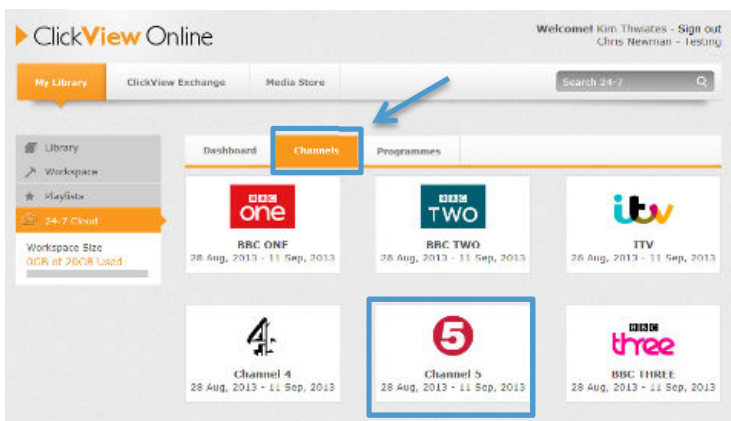 ClickView Online
Welcome! Kim Thwaites - Sign out
Chris Newman - Testing
My Library
ClickView Exchange
Media Store
Search 24-7
Library
Workspace
Playlists
24-7 Cloud
Workspace Size
0GB of 20GB Used
Dashboard
Channels
Programmes
BBC
one
BBC ONE
28 Aug, 2013 - 11 Sep, 2013
BBC
TWO
BBC TWO
28 Aug, 2013 - 11 Sep, 2013
itv
ITV
28 Aug, 2013 - 11 Sep, 2013
4
Channel 4
28 Aug, 2013 - 11 Sep, 2013
5
Channel 5
28 Aug, 2013 - 11 Sep, 2013
BBC
three
BBC THREE
28 Aug, 2013 - 11 Sep, 2013